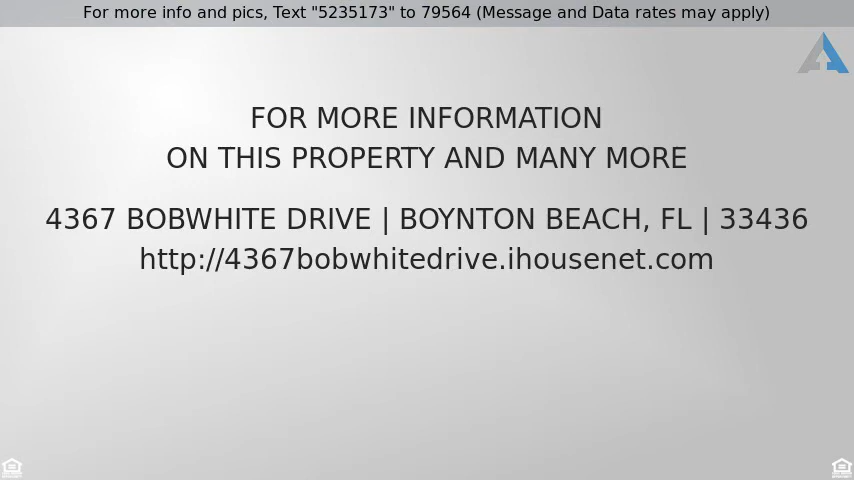 For more info and pics, Text "5235173" to 79564 (Message and Data rates may apply)
FOR MORE INFORMATION
ON THIS PROPERTY AND MANY MORE
4367 BOBWHITE DRIVE | BOYNTON BEACH, FL | 33436
http://4367bobwhitedrive.ihousenet.com